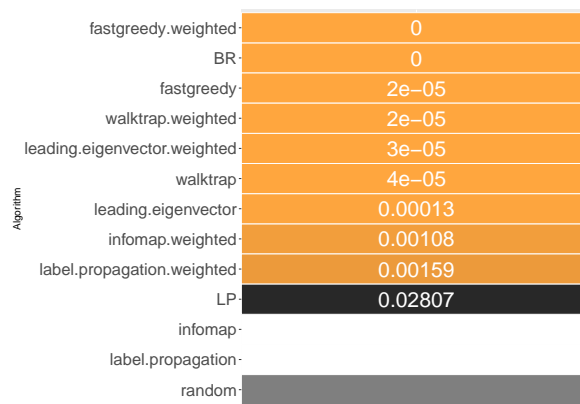 fastgreedy.weighted 0
BR 0
fastgreedy 2e−05
walktrap.weighted 2e−05
leading.eigenvector.weighted 3e−05
walktrap 4e−05
leading.eigenvector 0.00013
infomap.weighted 0.00108
label.propagation.weighted 0.00159
LP 0.02807
infomap
label.propagation
random
Algorithm